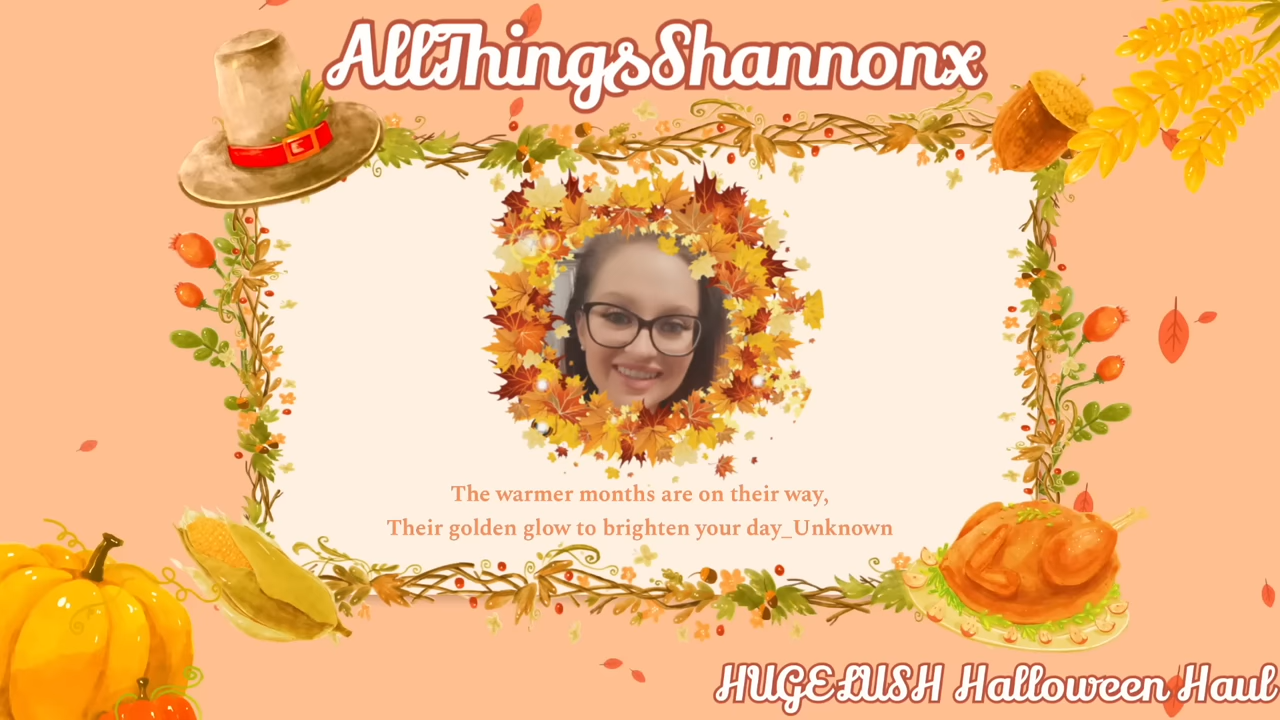 AllThingsShannonx
The warmer months are on their way,
Their golden glow to brighten your day_Unknown
HUGE LUSH Halloween Haul